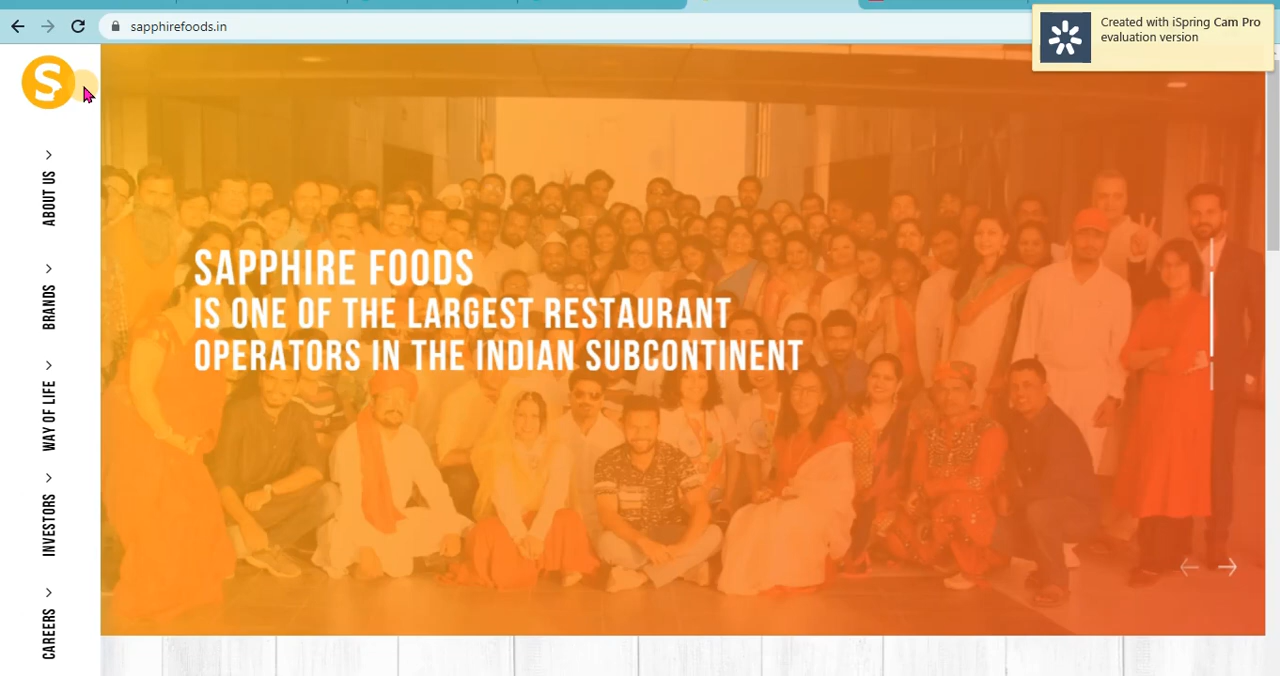 sapphirefoods.in
Created with iSpring Cam Pro
evaluation version
S
ABOUT US
BRANDS
WAY OF LIFE
INVESTORS
CAREERS
SAPPHIRE FOODS
IS ONE OF THE LARGEST RESTAURANT
OPERATORS IN THE INDIAN SUBCONTINENT